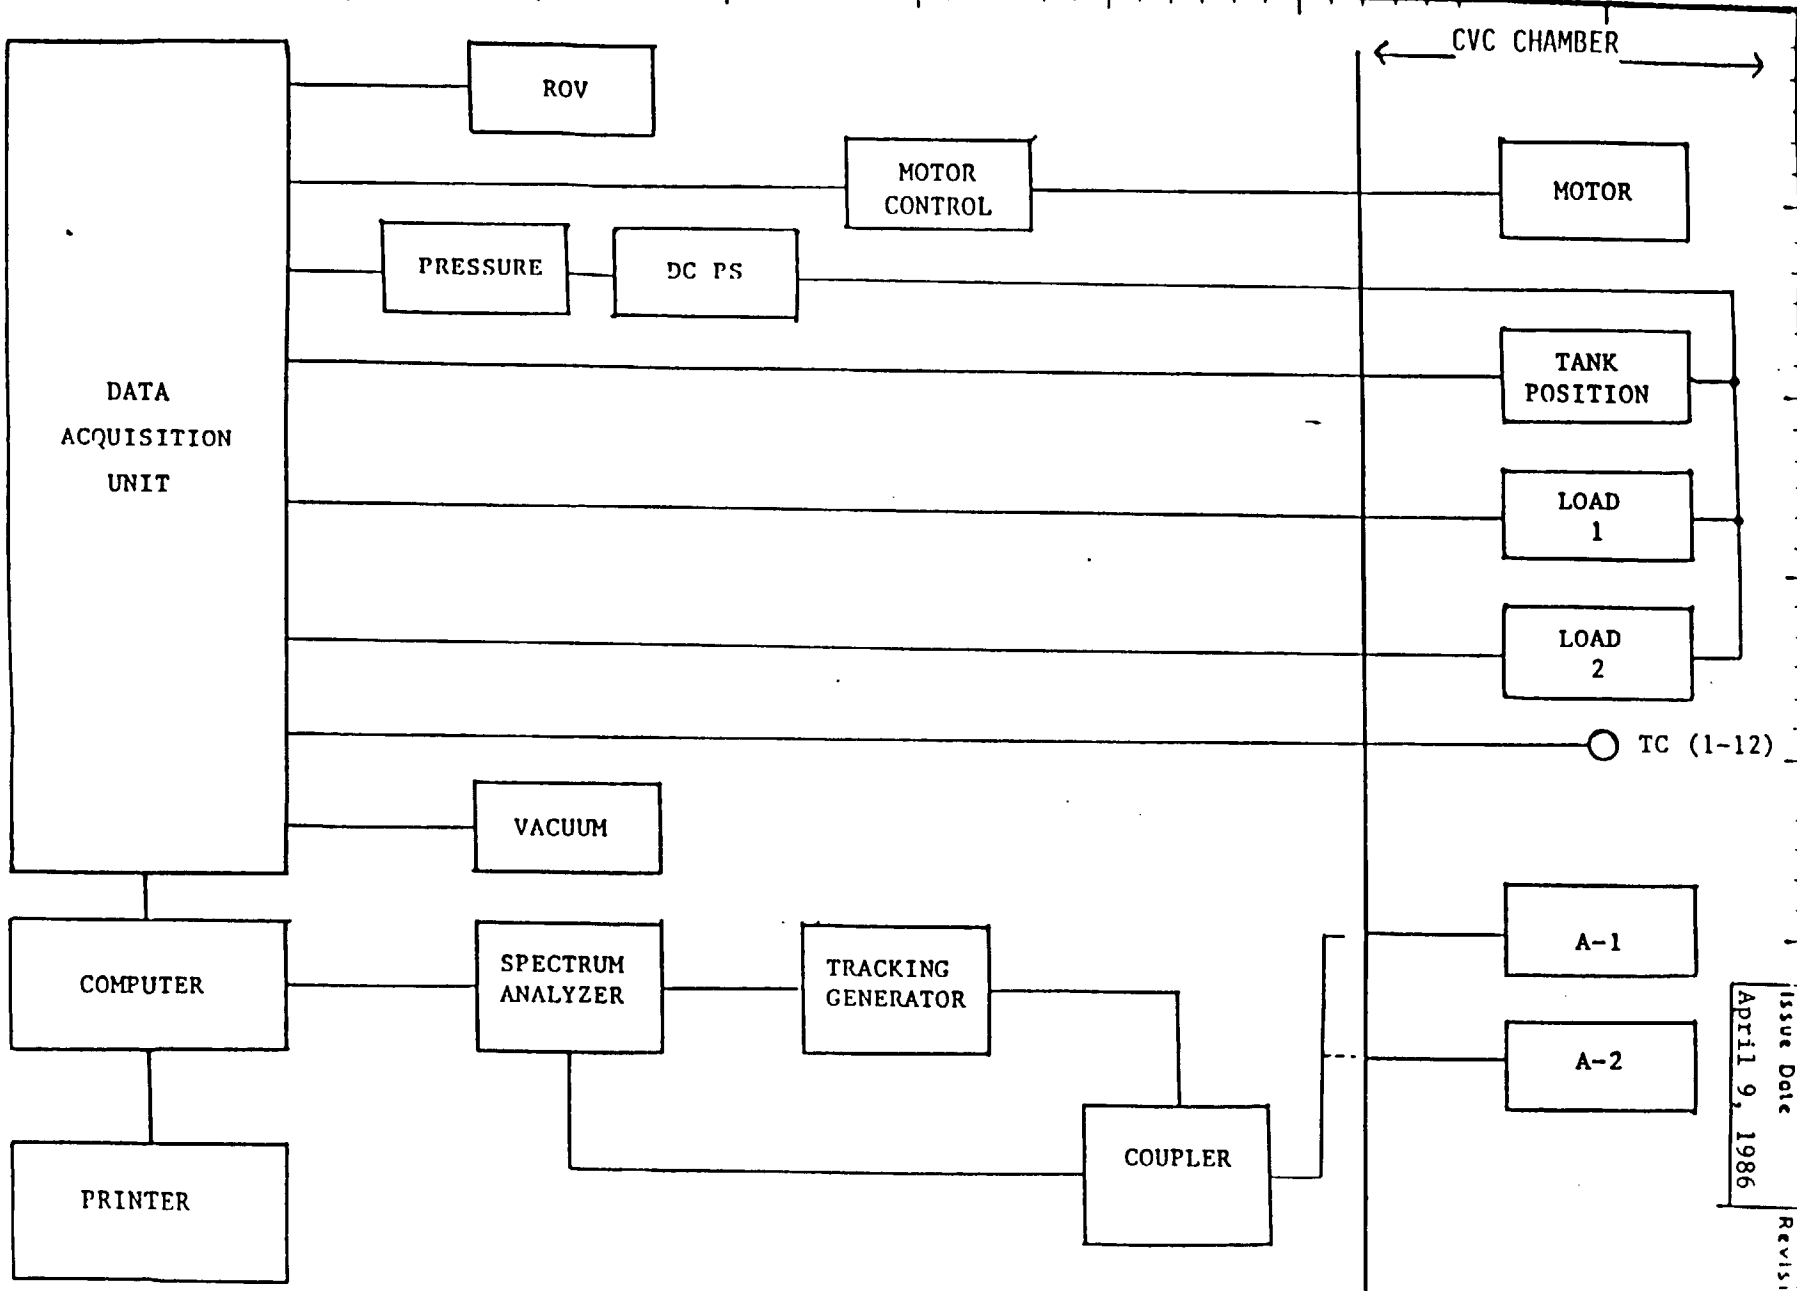 CVC CHAMBER
ROV
MOTOR
CONTROL
MOTOR
PRESSURE
DC PS
TANK
POSITION
DATA
ACQUISITION
UNIT
LOAD
1
LOAD
2
TC (1-12)
VACUUM
A-1
COMPUTER
SPECTRUM
ANALYZER
TRACKING
GENERATOR
A-2
COUPLER
PRINTER
Issue Date
April 9, 1986